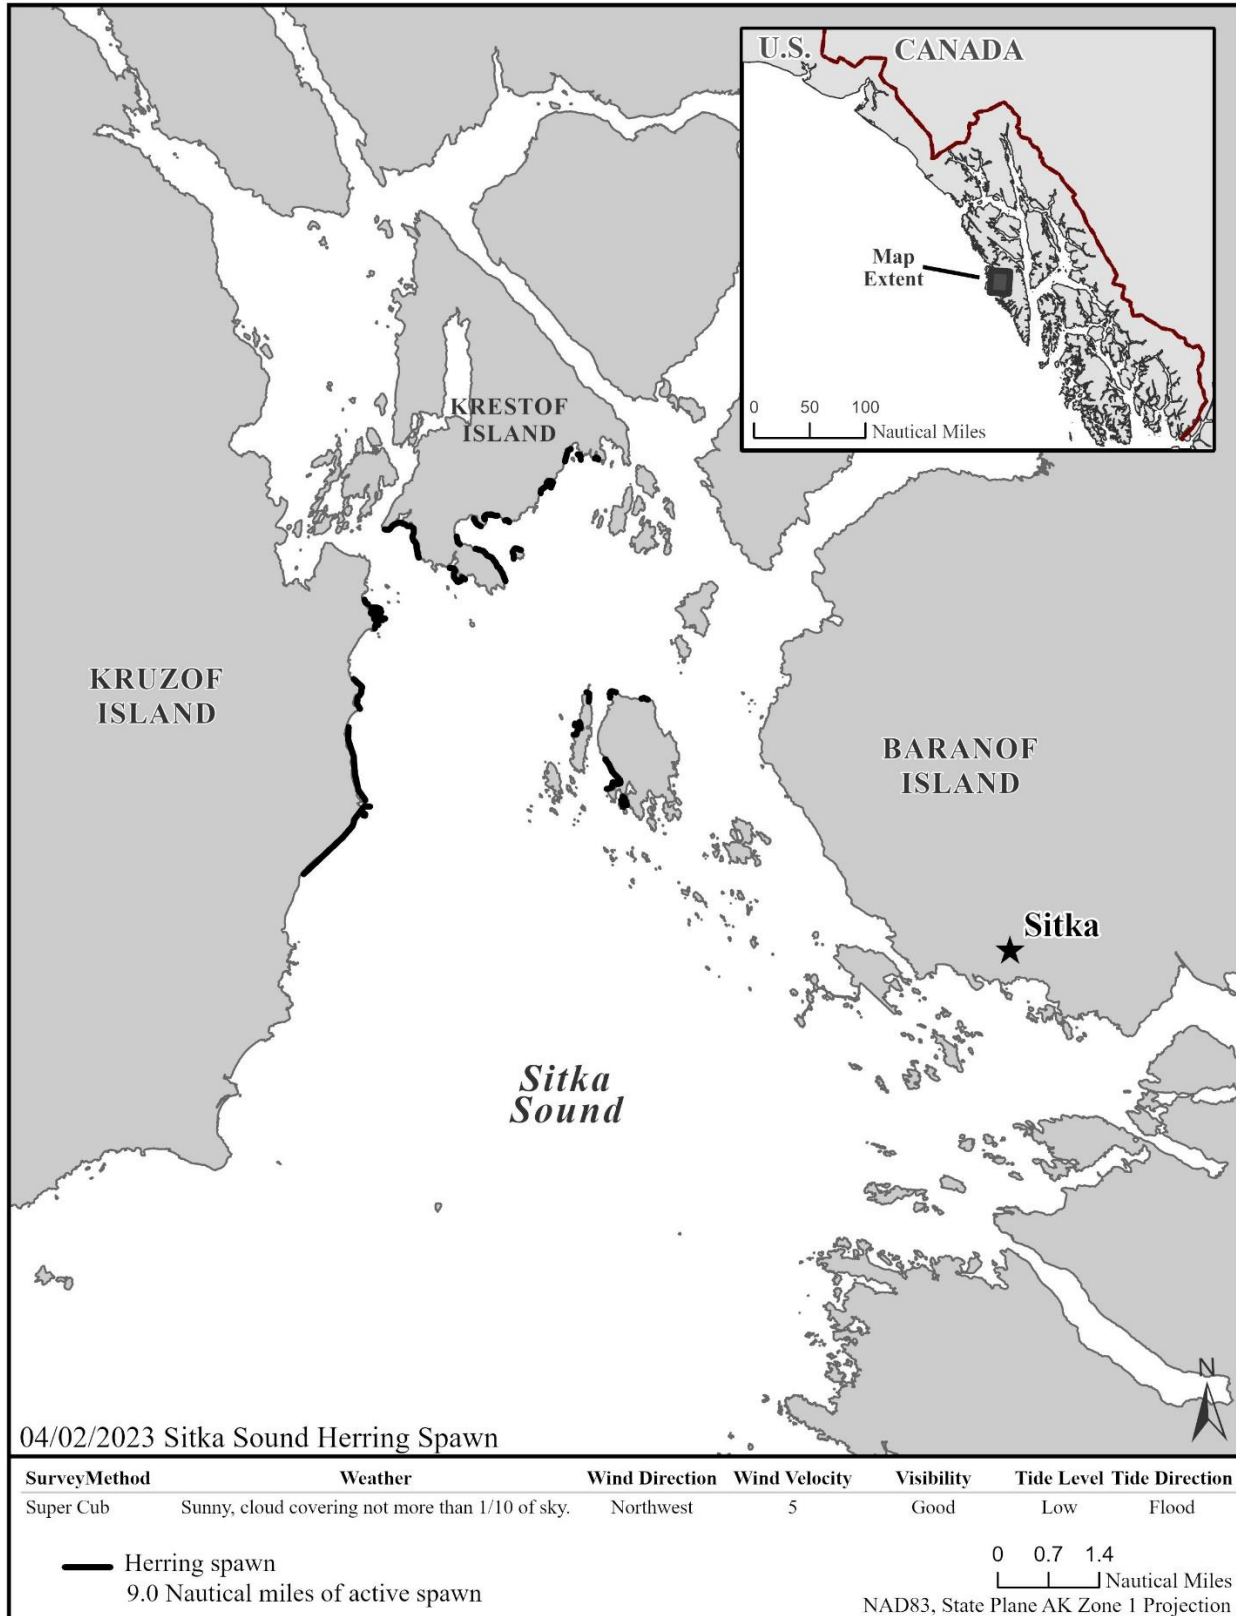 U.S.
CANADA
Map
Extent
0 50 100
Nautical Miles
KRESTOF
ISLAND
KRUZOF
ISLAND
BARANOF
ISLAND
Sitka
Sitka
Sound
N
04/02/2023 Sitka Sound Herring Spawn
SurveyMethod Weather Wind Direction Wind Velocity Visibility Tide Level Tide Direction
Super Cub Sunny, cloud covering not more than 1/10 of sky. Northwest 5 Good Low Flood
Herring spawn
9.0 Nautical miles of active spawn
0 0.7 1.4
Nautical Miles
NAD83, State Plane AK Zone 1 Projection